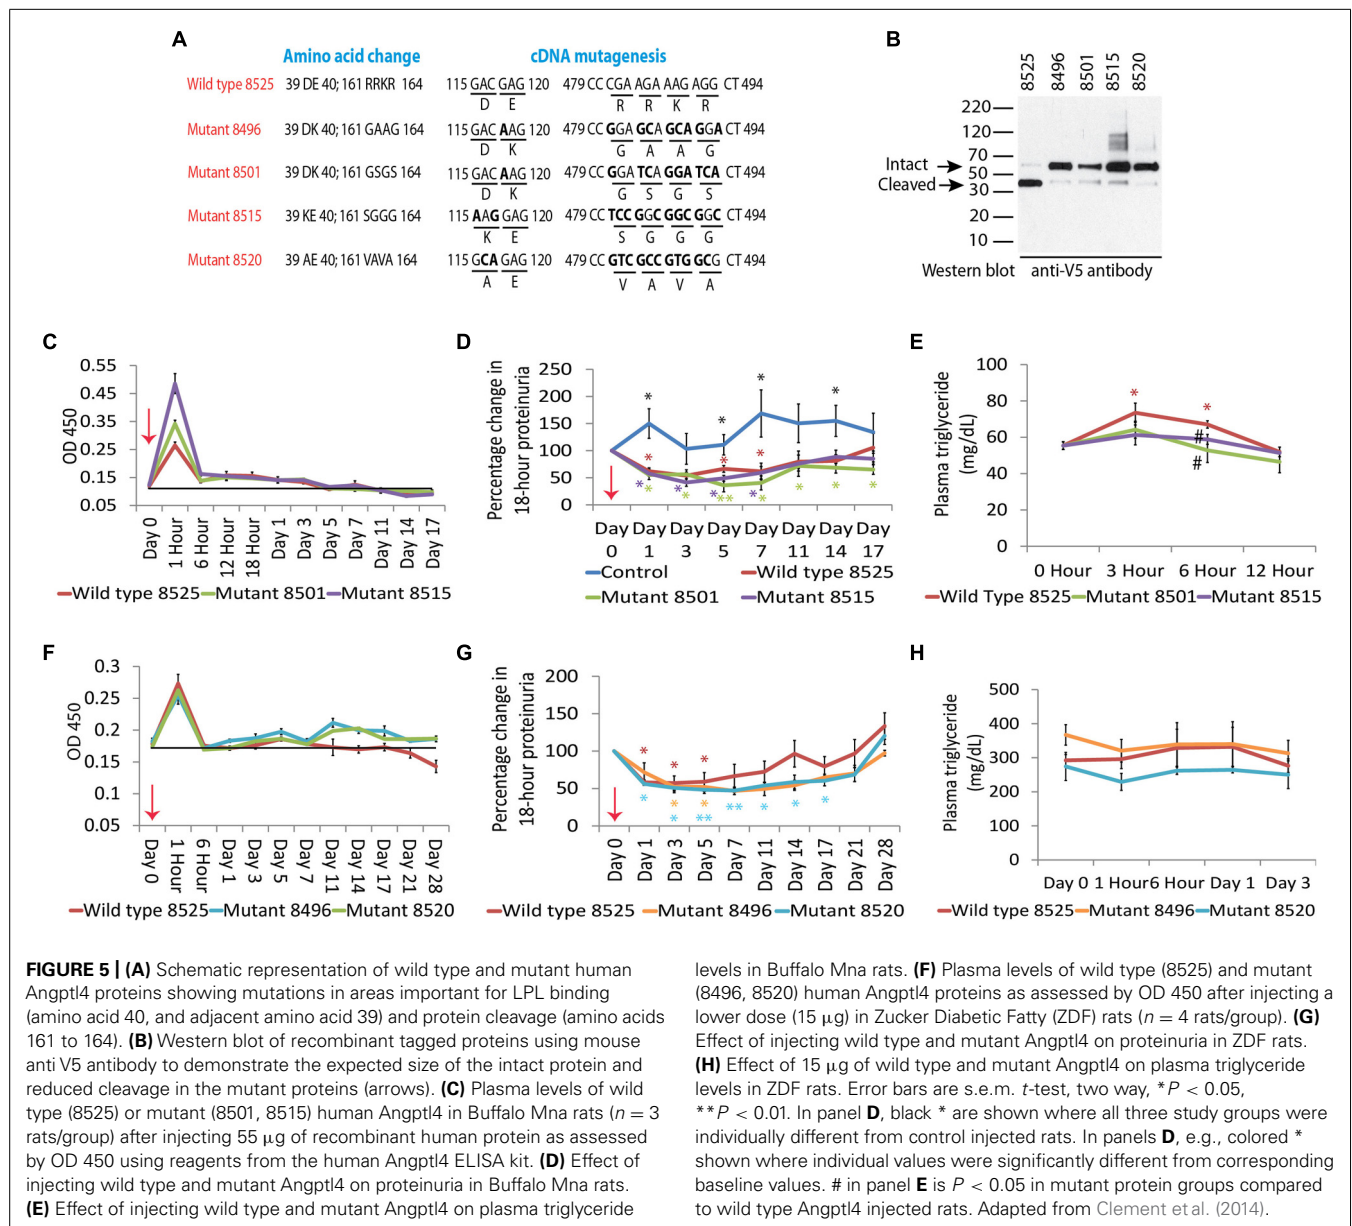 A
Amino acid change
cDNA mutagenesis
Wild type 8525 39 DE 40; 161 RRKR 164 115 GAC GAG 120 479 CC CGA AGA AAG AGG CT 494
D E R R K R
Mutant 8496 39 DK 40; 161 GAAG 164 115 GAC AAG 120 479 CC GGA GCA GCA GGA CT 494
D K G A A G
Mutant 8501 39 DK 40; 161 GSGS 164 115 GAC AAG 120 479 CC GGA TCA GGA TCA CT 494
D K G S G S
Mutant 8515 39 KE 40; 161 SGGG 164 115 AAG GAG 120 479 CC TCC GGC GGC GGC CT 494
K E S G G G
Mutant 8520 39 AE 40; 161 VAVA 164 115 GCA GAG 120 479 CC GTC GCC GTG GCG CT 494
A E V A V A
B
8525 8496 8501 8515 8520
220
120
70
50
30
20
10
Intact
Cleaved
Western blot anti-V5 antibody
C
OD 450
0.55
0.45
0.35
0.25
0.15
0.05
Day 0 1 Hour 6 Hour 12 Hour 18 Hour Day 1 Day 3 Day 5 Day 7 Day 11 Day 14 Day 17
Wild type 8525 Mutant 8501 Mutant 8515
D
Percentage change in
18-hour proteinuria
250
200
150
100
50
0
* * * *
* * *
* * * *
* * ** * * * *
Day Day Day Day Day Day Day Day
0 1 3 5 7 11 14 17
Control Wild type 8525
Mutant 8501 Mutant 8515
E
Plasma triglyceride
(mg/dL)
100
80
60
40
20
0
* *
#
#
0 Hour 3 Hour 6 Hour 12 Hour
Wild Type 8525 Mutant 8501 Mutant 8515
F
OD 450
0.3
0.25
0.2
0.15
0.1
0.05
Day 0 1 Hour 6 Hour Day 1 Day 3 Day 5 Day 7 Day 11 Day 14 Day 17 Day 21 Day 28
Wild type 8525 Mutant 8496 Mutant 8520
G
Percentage change in
18-hour proteinuria
200
150
100
50
0
* * *
* *
* * ** ** * * *
Day 0 Day 1 Day 3 Day 5 Day 7 Day 11 Day 14 Day 17 Day 21 Day 28
Wild type 8525 Mutant 8496 Mutant 8520
H
Plasma triglyceride
(mg/dL)
500
400
300
200
100
0
Day 0 1 Hour 6 Hour Day 1 Day 3
Wild type 8525 Mutant 8496 Mutant 8520
FIGURE 5 | (A) Schematic representation of wild type and mutant human
Angptl4 proteins showing mutations in areas important for LPL binding
(amino acid 40, and adjacent amino acid 39) and protein cleavage (amino acids
161 to 164). (B) Western blot of recombinant tagged proteins using mouse
anti V5 antibody to demonstrate the expected size of the intact protein and
reduced cleavage in the mutant proteins (arrows). (C) Plasma levels of wild
type (8525) or mutant (8501, 8515) human Angptl4 in Buffalo Mna rats (n = 3
rats/group) after injecting 55 μg of recombinant human protein as assessed
by OD 450 using reagents from the human Angptl4 ELISA kit. (D) Effect of
injecting wild type and mutant Angptl4 on proteinuria in Buffalo Mna rats.
(E) Effect of injecting wild type and mutant Angptl4 on plasma triglyceride
levels in Buffalo Mna rats. (F) Plasma levels of wild type (8525) and mutant
(8496, 8520) human Angptl4 proteins as assessed by OD 450 after injecting a
lower dose (15 μg) in Zucker Diabetic Fatty (ZDF) rats (n = 4 rats/group). (G)
Effect of injecting wild type and mutant Angptl4 on proteinuria in ZDF rats.
(H) Effect of 15 μg of wild type and mutant Angptl4 on plasma triglyceride
levels in ZDF rats. Error bars are s.e.m. t-test, two way, *P < 0.05,
**P < 0.01. In panel D, black * are shown where all three study groups were
individually different from control injected rats. In panels D, e.g., colored *
shown where individual values were significantly different from corresponding
baseline values. # in panel E is P < 0.05 in mutant protein groups compared
to wild type Angptl4 injected rats. Adapted from Clement et al. (2014).